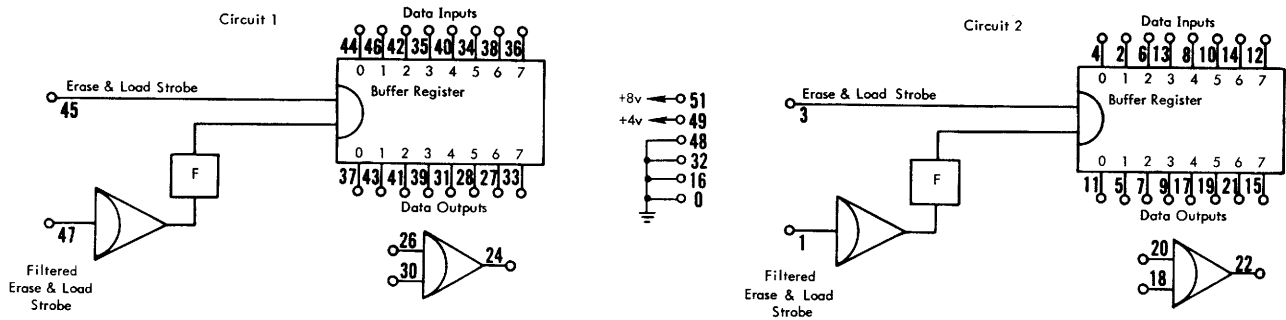 Circuit 1
Data Inputs
44 46 42 35 40 34 38 36
0 1 2 3 4 5 6 7
Buffer Register
Erase & Load Strobe
45
F
0 1 2 3 4 5 6 7
37 43 41 39 31 28 27 33
Data Outputs
47
Filtered
Erase & Load
Strobe
26
30
24
+8v 51
+4v 49
48
32
16
0
Circuit 2
Data Inputs
4 2 6 13 8 10 14 12
0 1 2 3 4 5 6 7
Buffer Register
Erase & Load Strobe
3
F
0 1 2 3 4 5 6 7
11 5 7 9 17 19 21 15
Data Outputs
1
Filtered
Erase & Load
Strobe
20
18
22